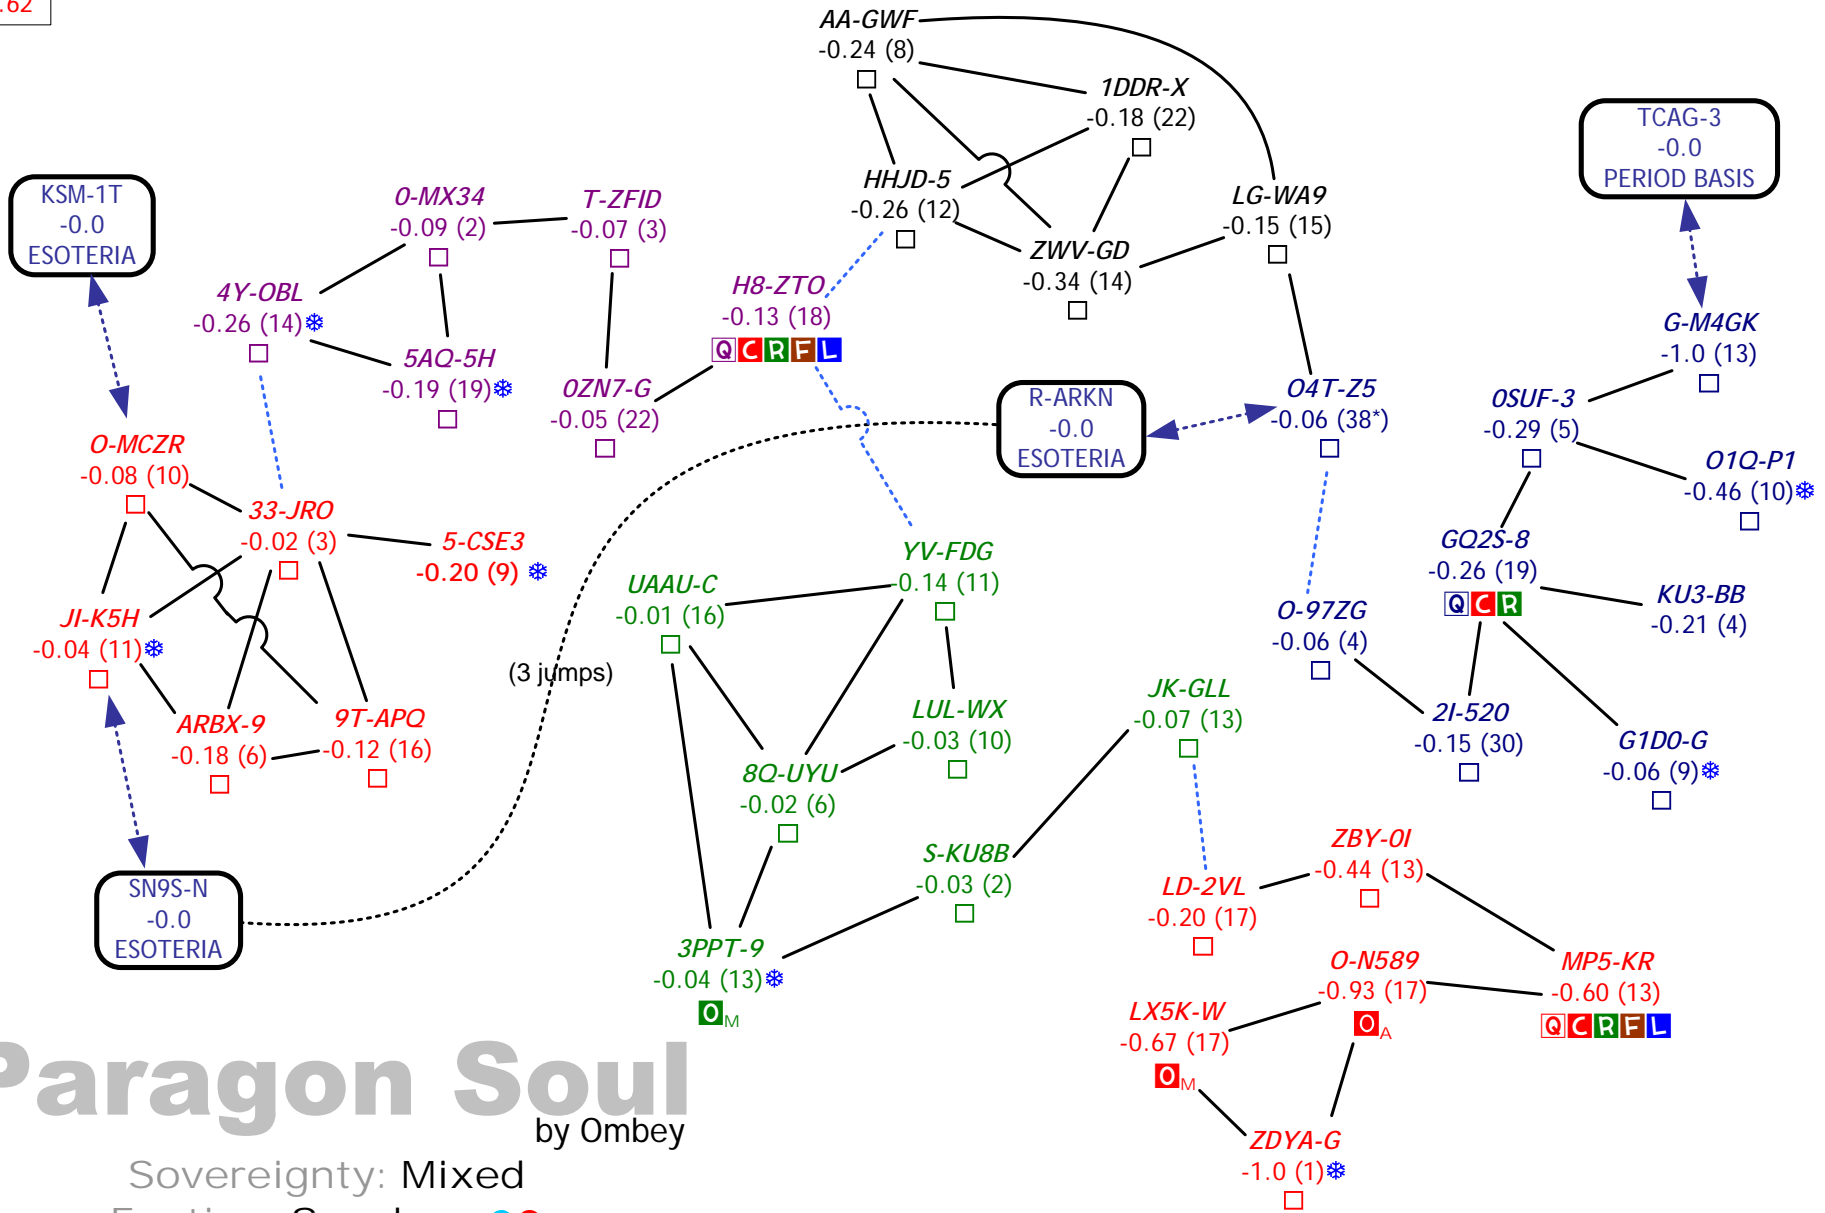 .62
AA-GWF
-0.24 (8)
1DDR-X
-0.18 (22)
TCAG-3
-0.0
PERIOD BASIS
KSM-1T
-0.0
ESOTERIA
0-MX34
-0.09 (2)
T-ZFID
-0.07 (3)
HHJD-5
-0.26 (12)
LG-WA9
-0.15 (15)
ZWV-GD
-0.34 (14)
4Y-OBL
-0.26 (14)
H8-ZTO
-0.13 (18)
Q C R F L
G-M4GK
-1.0 (13)
5AQ-5H
-0.19 (19)
0ZN7-G
-0.05 (22)
R-ARKN
-0.0
ESOTERIA
O4T-Z5
-0.06 (38*)
0SUF-3
-0.29 (5)
O1Q-P1
-0.46 (10)
O-MCZR
-0.08 (10)
33-JRO
-0.02 (3)
5-CSE3
-0.20 (9)
YV-FDG
-0.14 (11)
GQ2S-8
-0.26 (19)
Q C R
UAAU-C
-0.01 (16)
KU3-BB
-0.21 (4)
JI-K5H
-0.04 (11)
O-97ZG
-0.06 (4)
(3 jumps)
JK-GLL
-0.07 (13)
ARBX-9
-0.18 (6)
9T-APQ
-0.12 (16)
LUL-WX
-0.03 (10)
2I-520
-0.15 (30)
G1D0-G
-0.06 (9)
8Q-UYU
-0.02 (6)
SN9S-N
-0.0
ESOTERIA
S-KU8B
-0.03 (2)
ZBY-0I
-0.44 (13)
LD-2VL
-0.20 (17)
3PPT-9
-0.04 (13)
O M
O-N589
-0.93 (17)
O A
MP5-KR
-0.60 (13)
Q C R F L
LX5K-W
-0.67 (17)
O M
ZDYA-G
-1.0 (1)
Paragon Soul
by Ombey
Sovereignty: Mixed